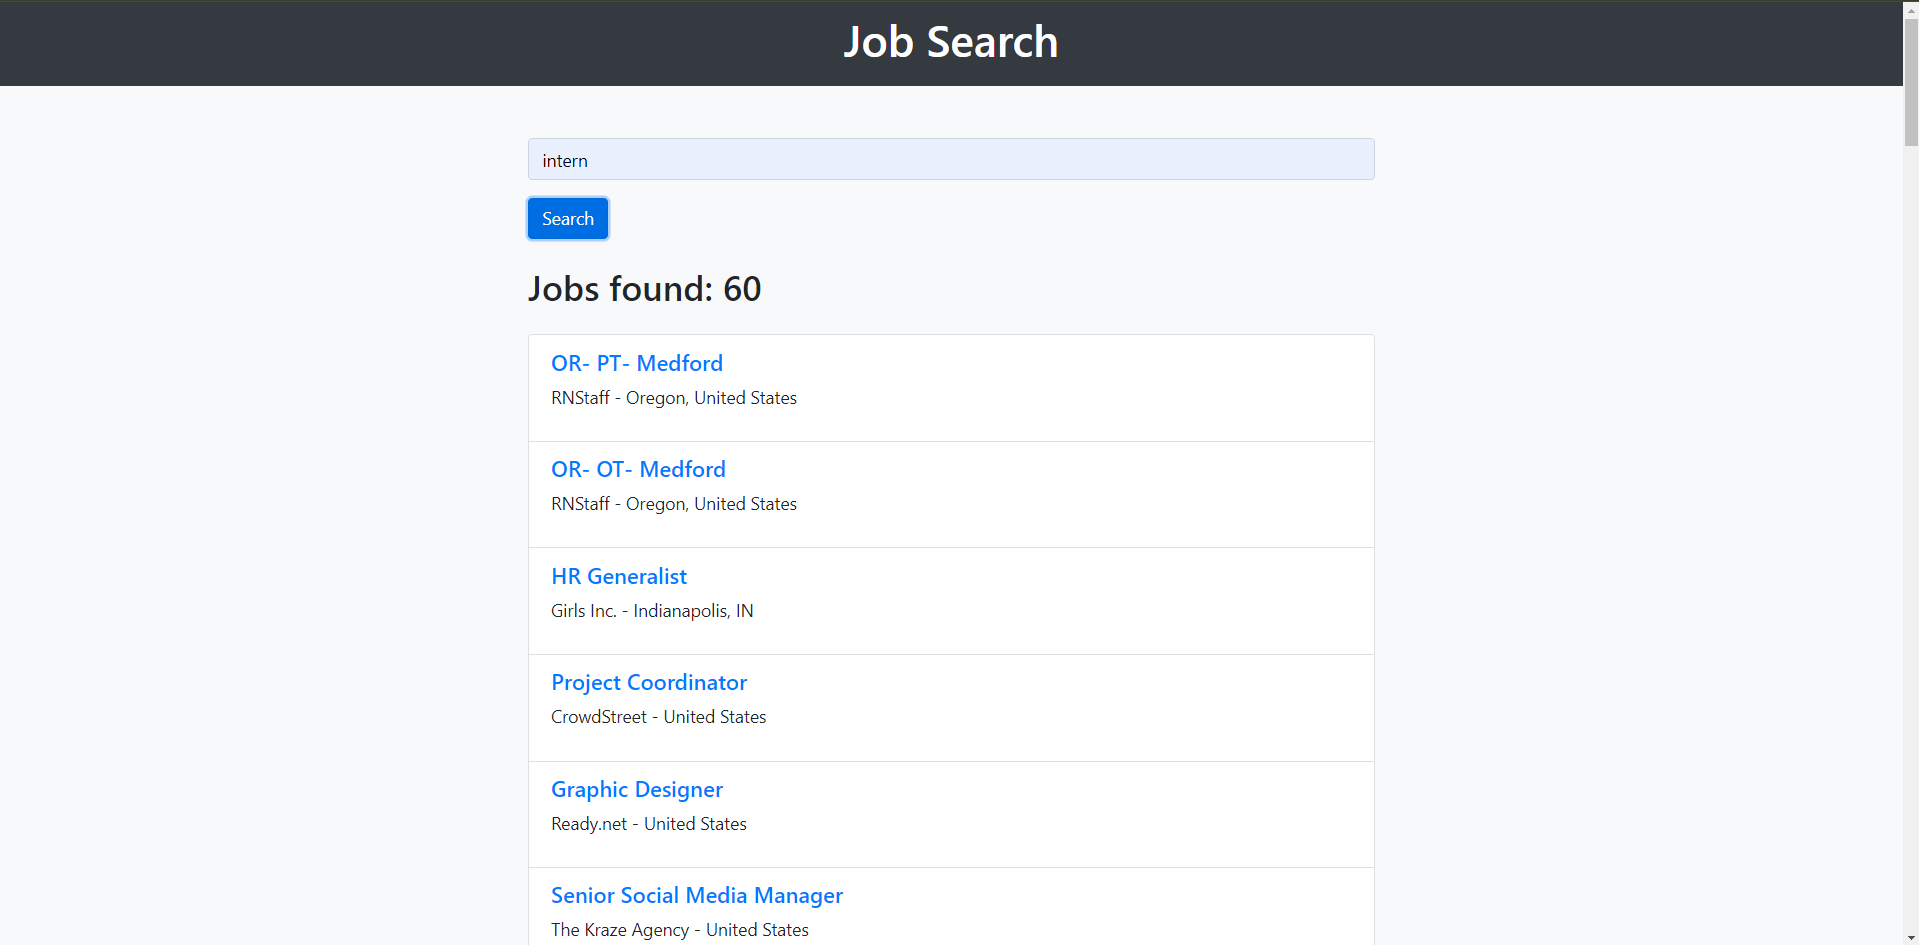 Job Search
intern
Search
Jobs found: 60
OR- PT- Medford
RNStaff - Oregon, United States
OR- OT- Medford
RNStaff - Oregon, United States
HR Generalist
Girls Inc. - Indianapolis, IN
Project Coordinator
CrowdStreet - United States
Graphic Designer
Ready.net - United States
Senior Social Media Manager
The Kraze Agency - United States